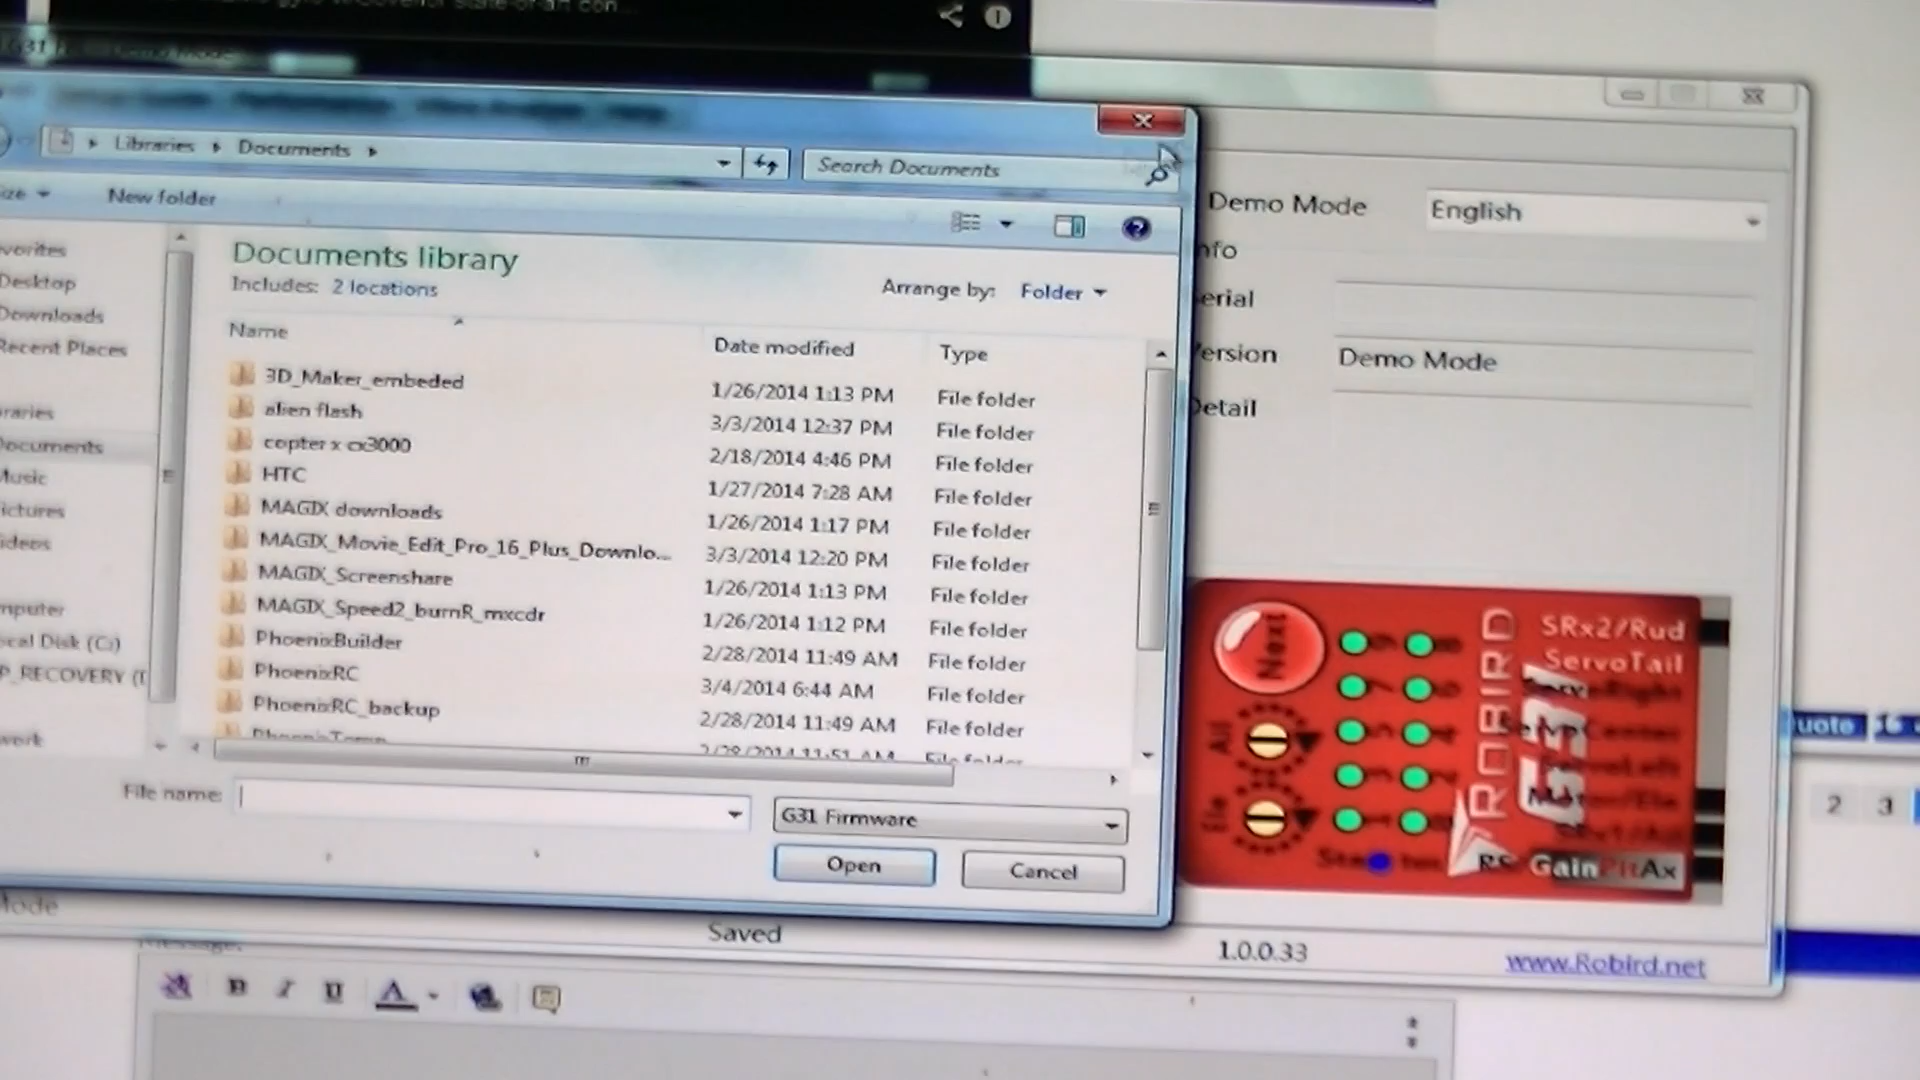 Libraries Documents
Search Documents
New folder
Documents library
Includes: 2 locations
Arrange by: Folder
Desktop
Downloads
Recent Places
Name
Date modified
Type
3D_Maker_embeded 1/26/2014 1:13 PM File folder
alien flash 3/3/2014 12:37 PM File folder
copter x cx3000 2/18/2014 4:46 PM File folder
HTC 1/27/2014 7:28 AM File folder
MAGIX downloads 1/26/2014 1:17 PM File folder
MAGIX_Movie_Edit_Pro_16_Plus_Downlo... 3/3/2014 12:20 PM File folder
MAGIX_Screenshare 1/26/2014 1:13 PM File folder
MAGIX_Speed2_burnR_mxcdr 1/26/2014 1:12 PM File folder
PhoenixBuilder 2/28/2014 11:49 AM File folder
PhoenixRC 3/4/2014 6:44 AM File folder
PhoenixRC_backup 2/28/2014 11:49 AM File folder
File name:
G31 Firmware
Open
Cancel
Demo Mode
English
Demo Mode
Next
Ail
Ele
ROBIRD
G31
SRx2/Rud
ServoTail
Gain
Saved
1.0.0.33
www.Robird.net
B I U A
2 3